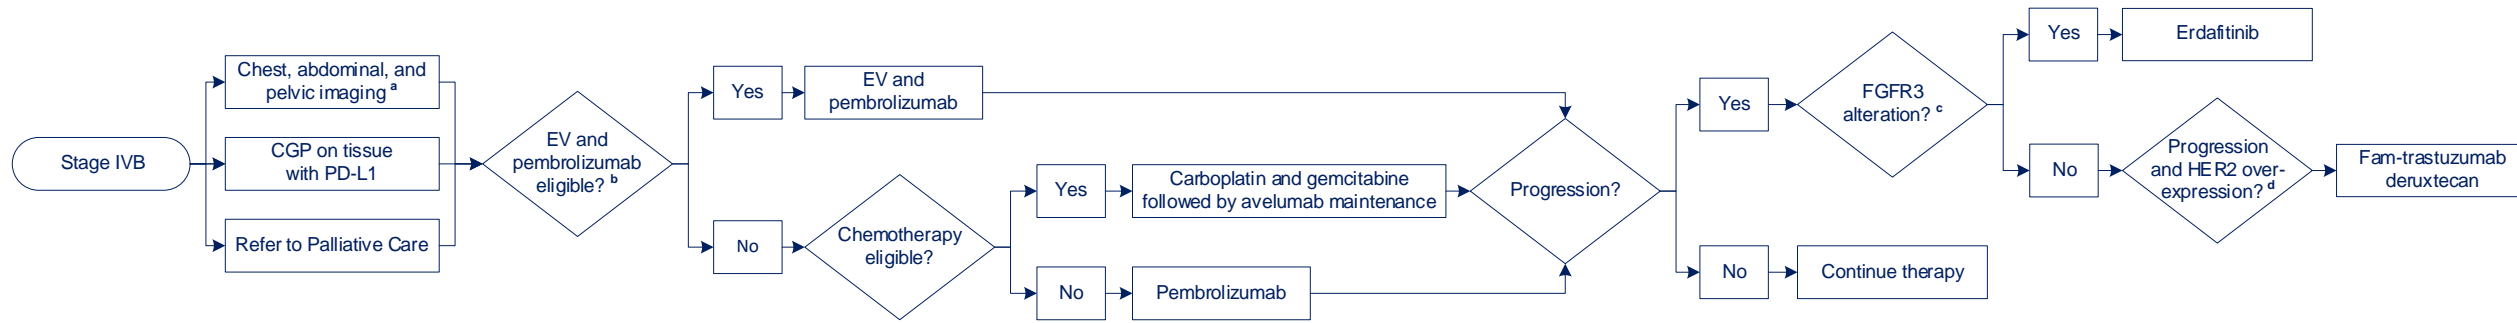 Stage IVB
Chest, abdominal, and
pelvic imaging a
CGP on tissue
with PD-L1
Refer to Palliative Care
EV and
pembrolizumab
eligible? b
Yes
EV and
pembrolizumab
No
Chemotherapy
eligible?
Yes
Carboplatin and gemcitabine
followed by avelumab maintenance
No
Pembrolizumab
Progression?
Yes
FGFR3
alteration? c
Yes
Erdafitinib
No
Progression
and HER2 over-
expression? d
Fam-trastuzumab
deruxtecan
No
Continue therapy